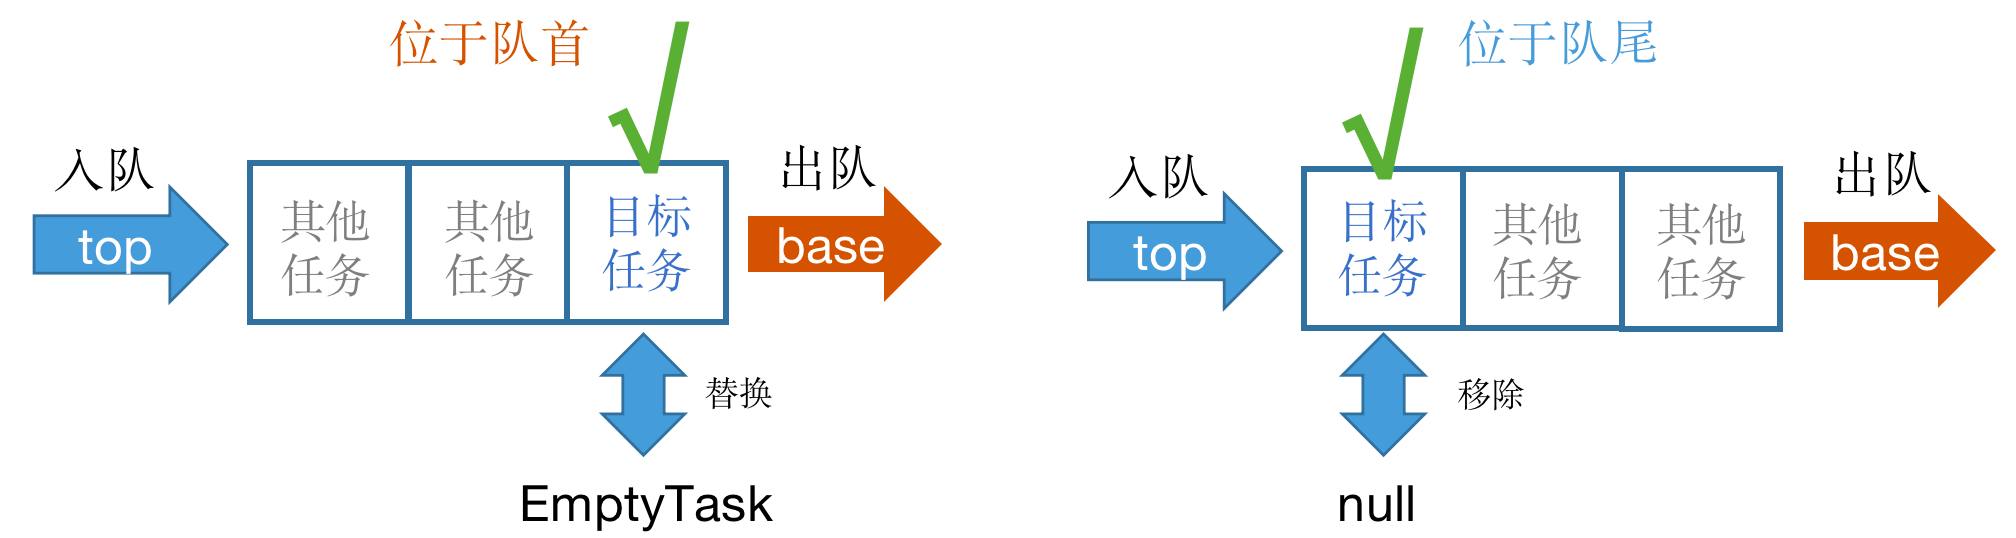 位于队首
入队
top
其他
任务
其他
任务
目标
任务
出队
base
替换
EmptyTask
位于队尾
入队
top
目标
任务
其他
任务
其他
任务
出队
base
移除
null